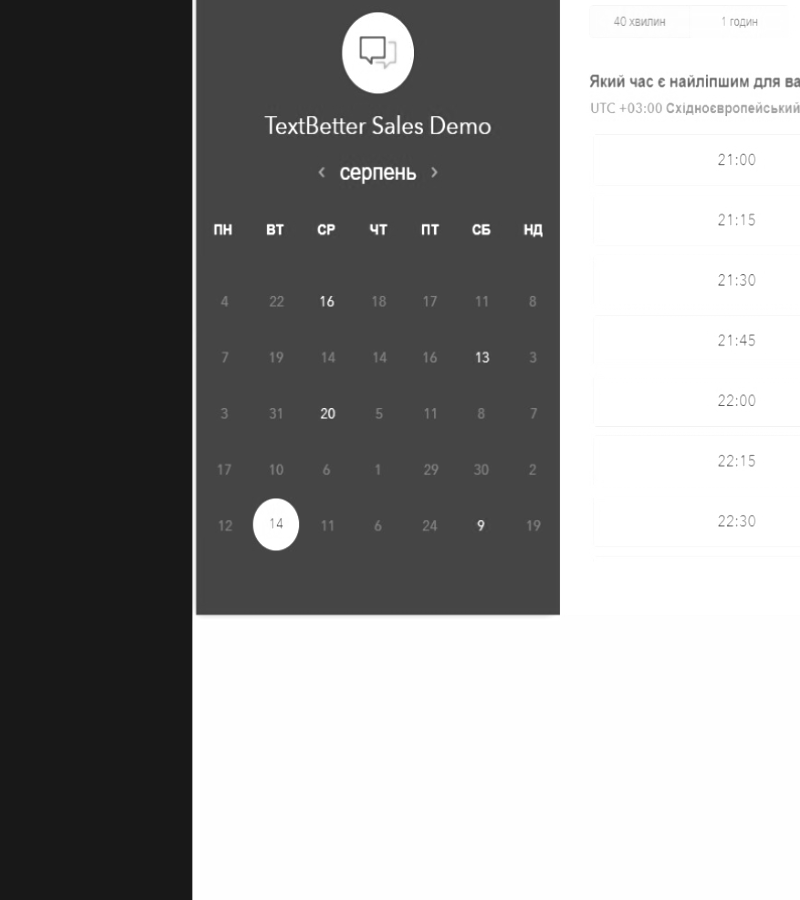 TextBetter Sales Demo
‹ серпень ›
ПН ВТ СР ЧТ ПТ СБ НД
4 22 16 18 17 11 8
7 19 14 14 16 13 3
3 31 20 5 11 8 7
17 10 6 1 29 30 2
12 14 11 6 24 9 19
40 хвилин 1 годин
Який час є найліпшим для ва
UTC +03:00 Східноєвропейський
21:00
21:15
21:30
21:45
22:00
22:15
22:30